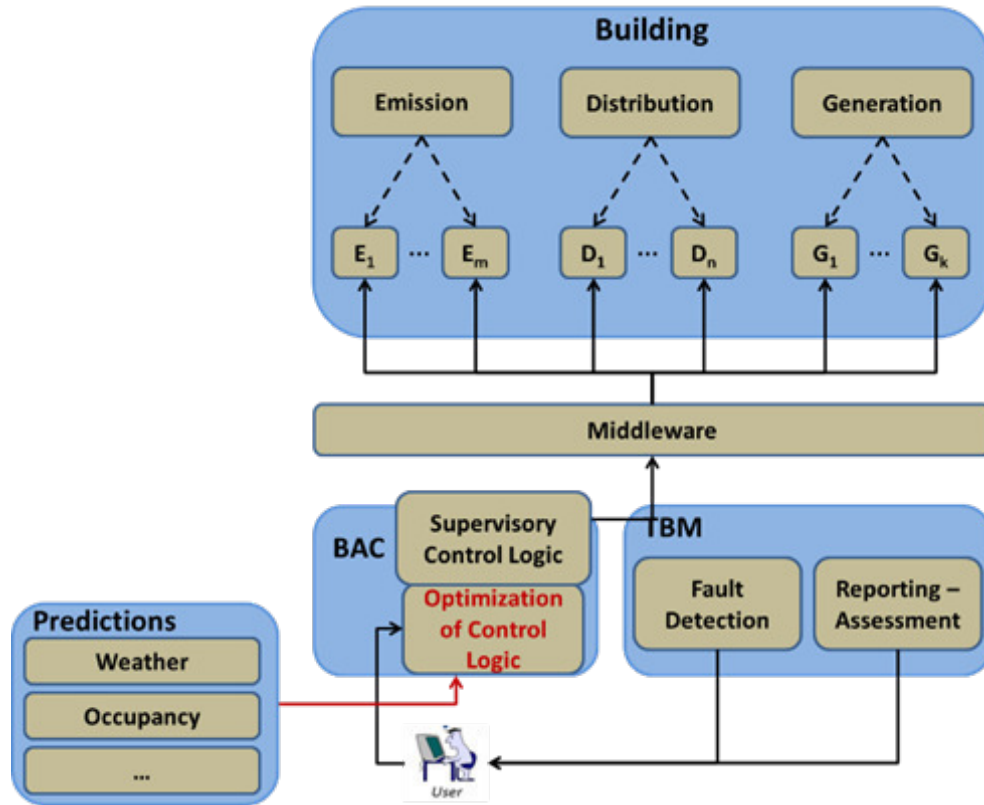 Building
Emission
Distribution
Generation
E₁ ... Eₘ
D₁ ... Dₙ
G₁ ... Gₖ
Middleware
BAC
Supervisory
Control Logic
Optimization
of Control
Logic
TBM
Fault
Detection
Reporting –
Assessment
Predictions
Weather
Occupancy
...
User